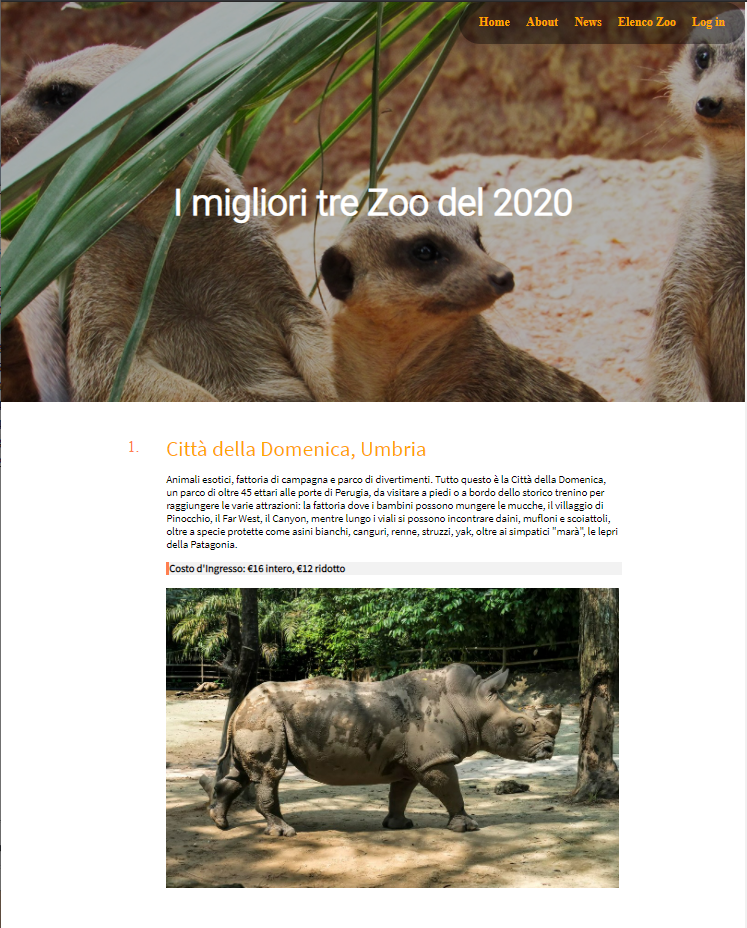 Home About News Elenco Zoo Log in
I migliori tre Zoo del 2020
1. Città della Domenica, Umbria
Animali esotici, fattoria di campagna e parco di divertimenti. Tutto questo è la Città della Domenica,
un parco di oltre 45 ettari alle porte di Perugia, da visitare a piedi o a bordo dello storico trenino per
raggiungere le varie attrazioni: la fattoria dove i bambini possono mungere le mucche, il villaggio di
Pinocchio, il Far West, il Canyon, mentre lungo i viali si possono incontrare daini, mufloni e scoiattoli,
oltre a specie protette come asini bianchi, canguri, renne, struzzi, yak, oltre ai simpatici "marà", le lepri
della Patagonia.
Costo d'Ingresso: €16 intero, €12 ridotto